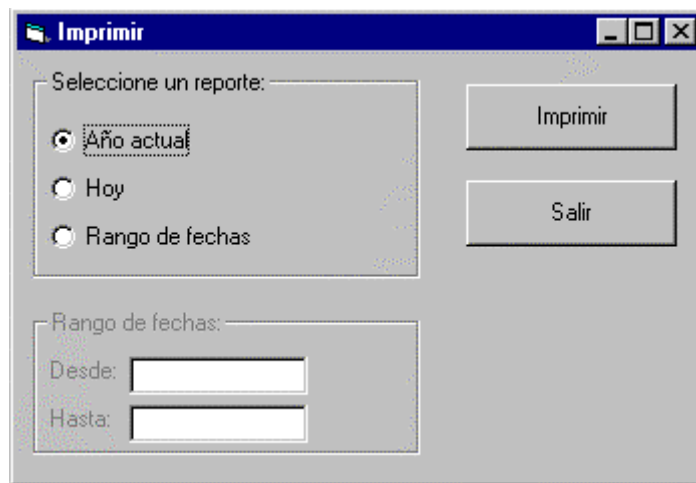 Imprimir
Seleccione un reporte:
Año actual
Hoy
Rango de fechas
Imprimir
Salir
Rango de fechas:
Desde:
Hasta: